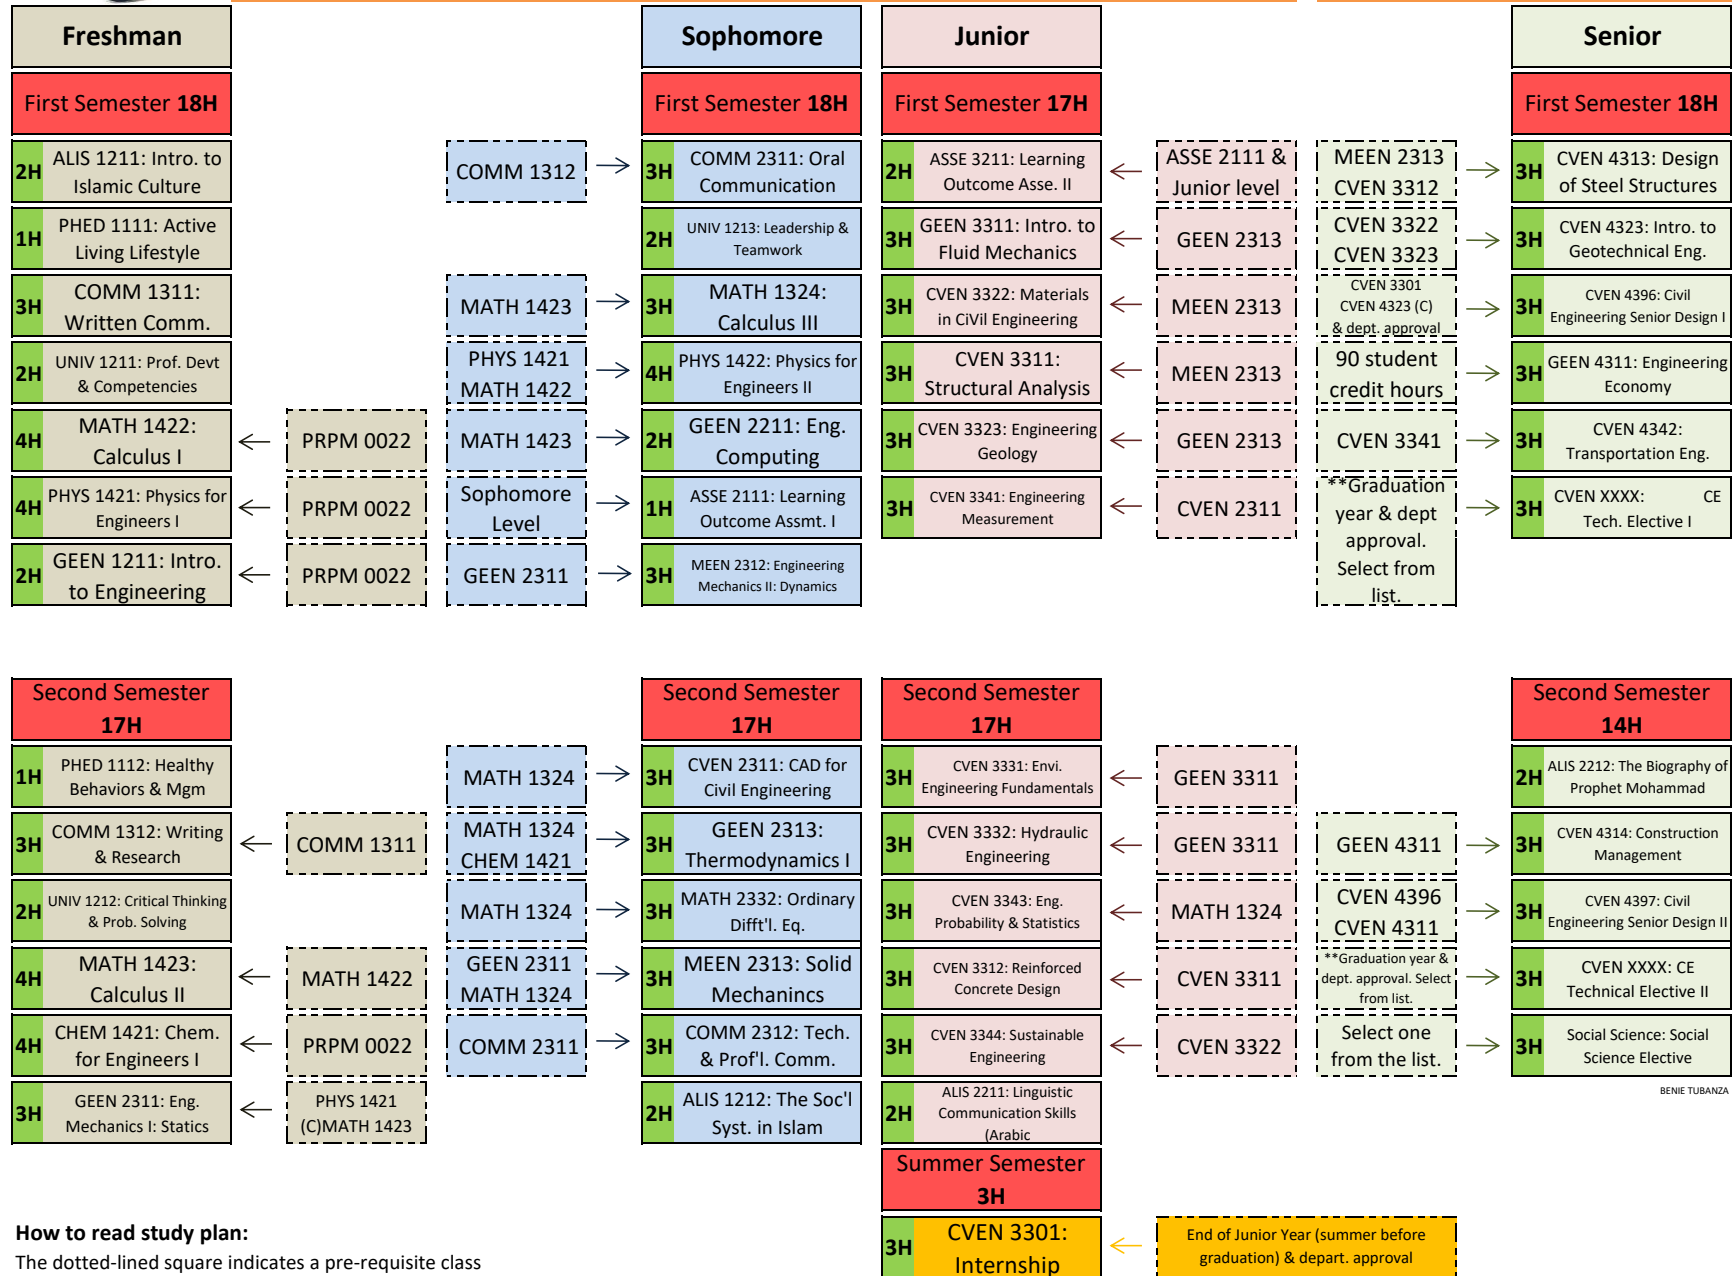 Freshman
First Semester 18H
2H
ALIS 1211: Intro. to
Islamic Culture
1H
PHED 1111: Active
Living Lifestyle
3H
COMM 1311:
Written Comm.
2H
UNIV 1211: Prof. Devt
& Competencies
4H
MATH 1422:
Calculus I
PRPM 0022
4H
PHYS 1421: Physics for
Engineers I
PRPM 0022
2H
GEEN 1211: Intro.
to Engineering
PRPM 0022
Sophomore
First Semester 18H
COMM 1312
3H
COMM 2311: Oral
Communication
2H
UNIV 1213: Leadership &
Teamwork
MATH 1423
3H
MATH 1324:
Calculus III
PHYS 1421
MATH 1422
4H
PHYS 1422: Physics for
Engineers II
MATH 1423
2H
GEEN 2211: Eng.
Computing
Sophomore
Level
1H
ASSE 2111: Learning
Outcome Assmt. I
GEEN 2311
3H
MEEN 2312: Engineering
Mechanics II: Dynamics
Junior
First Semester 17H
2H
ASSE 3211: Learning
Outcome Asse. II
ASSE 2111 &
Junior level
3H
GEEN 3311: Intro. to
Fluid Mechanics
GEEN 2313
3H
CVEN 3322: Materials
in CiVil Engineering
MEEN 2313
3H
CVEN 3311:
Structural Analysis
MEEN 2313
3H
CVEN 3323: Engineering
Geology
GEEN 2313
3H
CVEN 3341: Engineering
Measurement
CVEN 2311
Senior
First Semester 18H
MEEN 2313
CVEN 3312
3H
CVEN 4313: Design
of Steel Structures
CVEN 3322
CVEN 3323
3H
CVEN 4323: Intro. to
Geotechnical Eng.
CVEN 3301
CVEN 4323 (C)
& dept. approval
3H
CVEN 4396: Civil
Engineering Senior Design I
90 student
credit hours
3H
GEEN 4311: Engineering
Economy
CVEN 3341
3H
CVEN 4342:
Transportation Eng.
**Graduation
year & dept
approval.
Select from
list.
3H
CVEN XXXX: CE
Tech. Elective I
Second Semester
17H
1H
PHED 1112: Healthy
Behaviors & Mgm
3H
COMM 1312: Writing
& Research
COMM 1311
2H
UNIV 1212: Critical Thinking
& Prob. Solving
4H
MATH 1423:
Calculus II
MATH 1422
4H
CHEM 1421: Chem.
for Engineers I
PRPM 0022
3H
GEEN 2311: Eng.
Mechanics I: Statics
PHYS 1421
(C)MATH 1423
Second Semester
17H
MATH 1324
3H
CVEN 2311: CAD for
Civil Engineering
MATH 1324
CHEM 1421
3H
GEEN 2313:
Thermodynamics I
MATH 1324
3H
MATH 2332: Ordinary
Difft'l. Eq.
GEEN 2311
MATH 1324
3H
MEEN 2313: Solid
Mechanincs
COMM 2311
3H
COMM 2312: Tech.
& Prof'l. Comm.
2H
ALIS 1212: The Soc'l
Syst. in Islam
Second Semester
17H
3H
CVEN 3331: Envi.
Engineering Fundamentals
GEEN 3311
3H
CVEN 3332: Hydraulic
Engineering
GEEN 3311
3H
CVEN 3343: Eng.
Probability & Statistics
MATH 1324
3H
CVEN 3312: Reinforced
Concrete Design
CVEN 3311
3H
CVEN 3344: Sustainable
Engineering
CVEN 3322
2H
ALIS 2211: Linguistic
Communication Skills
(Arabic
Summer Semester
3H
3H
CVEN 3301:
Internship
End of Junior Year (summer before
graduation) & depart. approval
Second Semester
14H
2H
ALIS 2212: The Biography of
Prophet Mohammad
GEEN 4311
3H
CVEN 4314: Construction
Management
CVEN 4396
CVEN 4311
3H
CVEN 4397: Civil
Engineering Senior Design II
**Graduation year &
dept. approval. Select
from list.
3H
CVEN XXXX: CE
Technical Elective II
Select one
from the list.
3H
Social Science: Social
Science Elective
BENIE TUBANZA
How to read study plan:
The dotted-lined square indicates a pre-requisite class